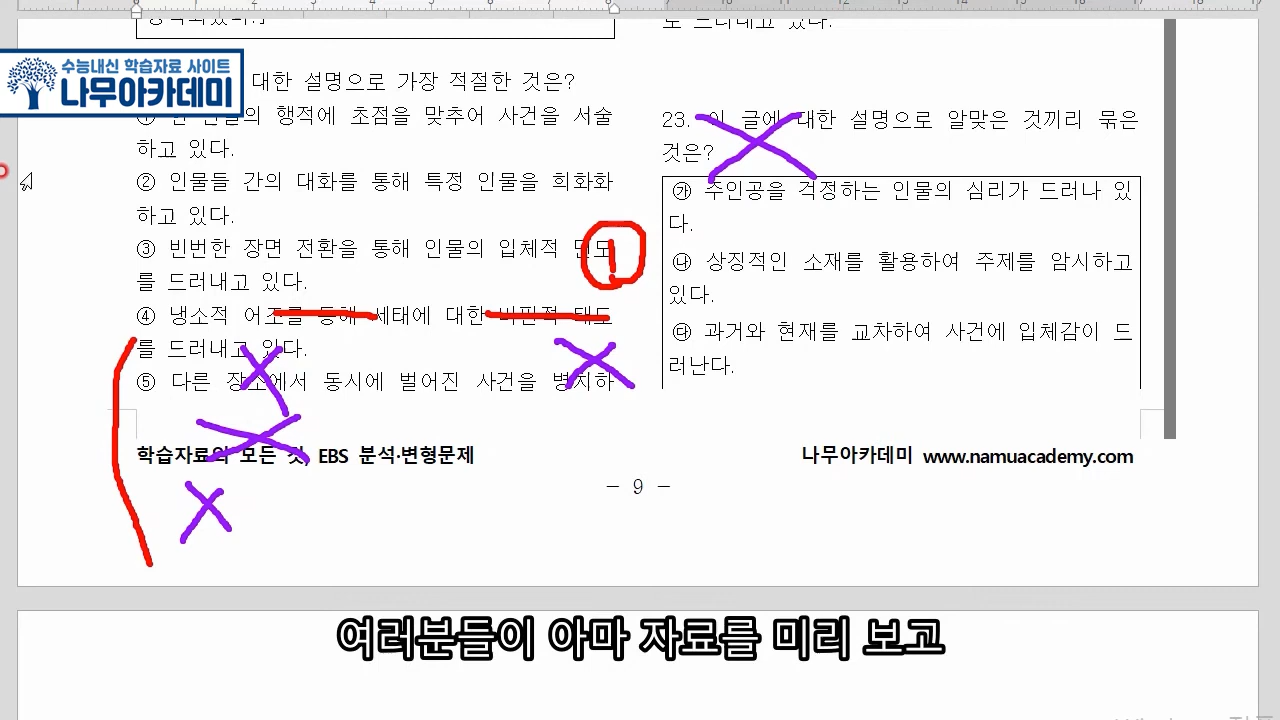 수능내신 학습자료 사이트
나무아카데미
대한 설명으로 가장 적절한 것은?
① 한 인물의 행적에 초점을 맞추어 사건을 서술
하고 있다.
② 인물들 간의 대화를 통해 특정 인물을 희화화
하고 있다.
③ 빈번한 장면 전환을 통해 인물의 입체적 면모
를 드러내고 있다.
④ 냉소적 어조를 통해 세태에 대한 비판적 태도
를 드러내고 있다.
⑤ 다른 장소에서 동시에 벌어진 사건을 병치하
로 드러내고 있다.
23. 이 글에 대한 설명으로 알맞은 것끼리 묶은
것은?
㉮ 주인공을 걱정하는 인물의 심리가 드러나 있
다.
㉯ 상징적인 소재를 활용하여 주제를 암시하고
있다.
㉰ 과거와 현재를 교차하여 사건에 입체감이 드
러난다.
학습자료의 모든 것, EBS 분석·변형문제
나무아카데미 www.namuacademy.com
- 9 -
여러분들이 아마 자료를 미리 보고